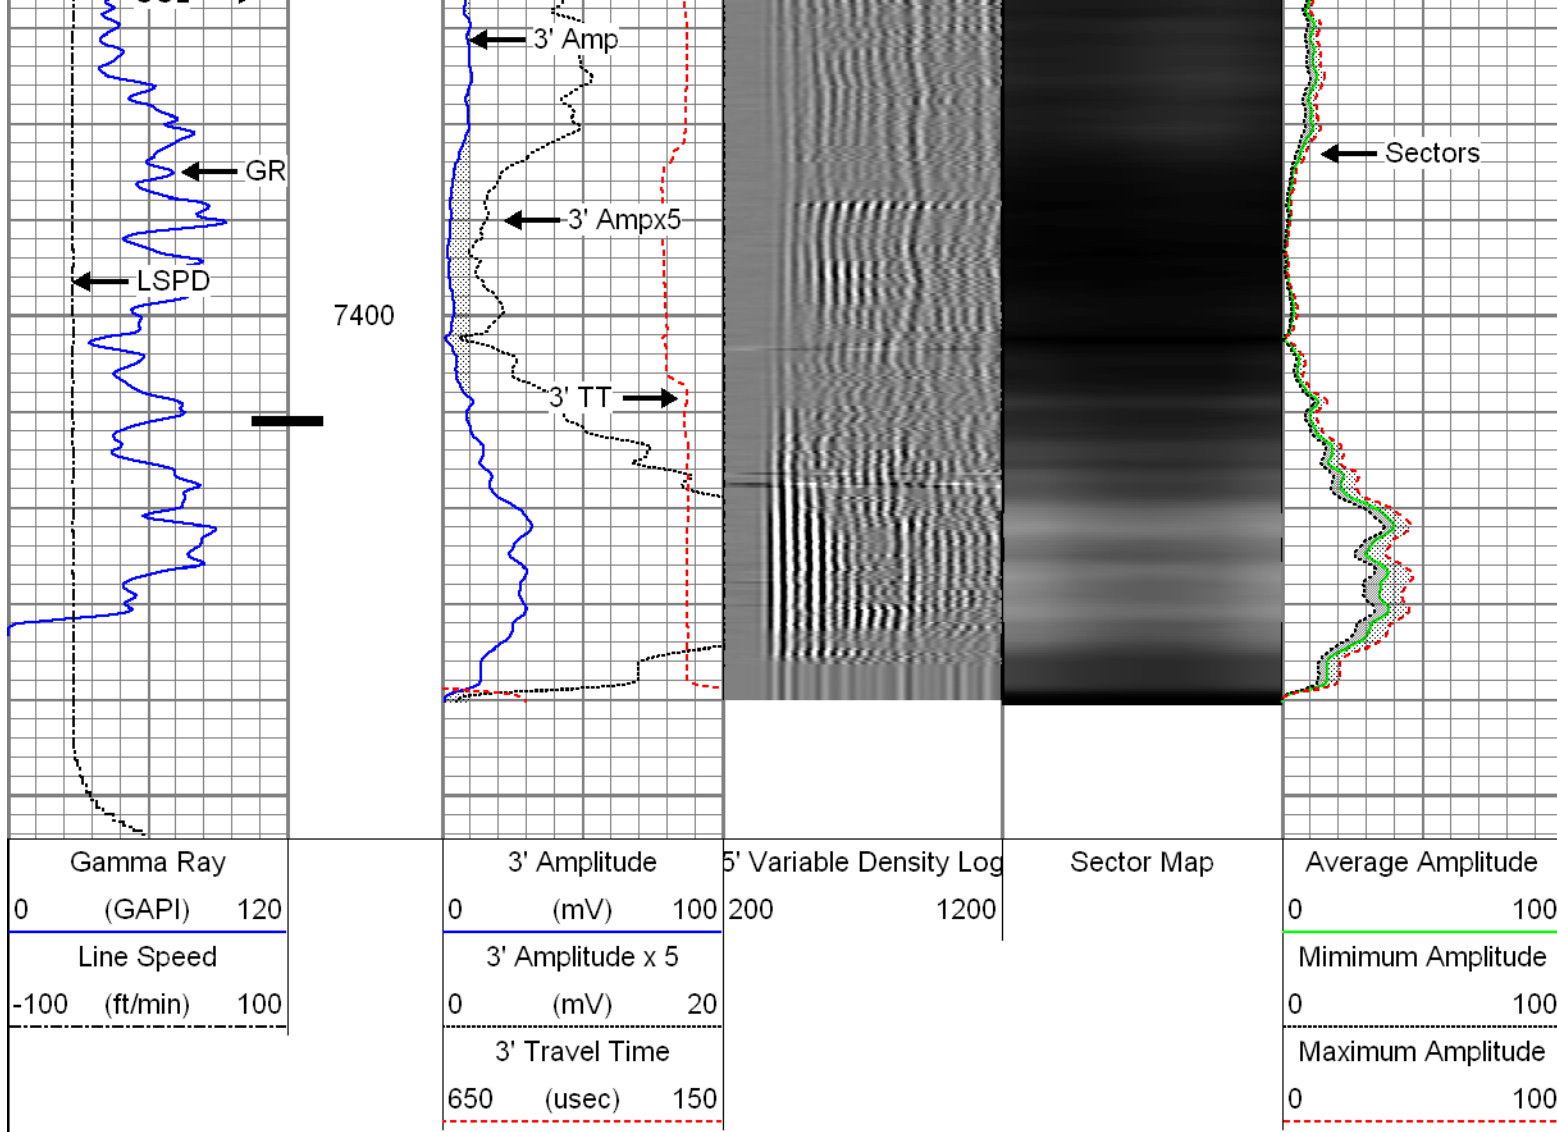 3' Amp
Sectors
GR
3' Ampx5
LSPD
7400
3' TT
Gamma Ray
0 (GAPI) 120
Line Speed
-100 (ft/min) 100
3' Amplitude
0 (mV) 100
3' Amplitude x 5
0 (mV) 20
3' Travel Time
650 (usec) 150
5' Variable Density Log
200 1200
Sector Map
Average Amplitude
0 100
Mimimum Amplitude
0 100
Maximum Amplitude
0 100